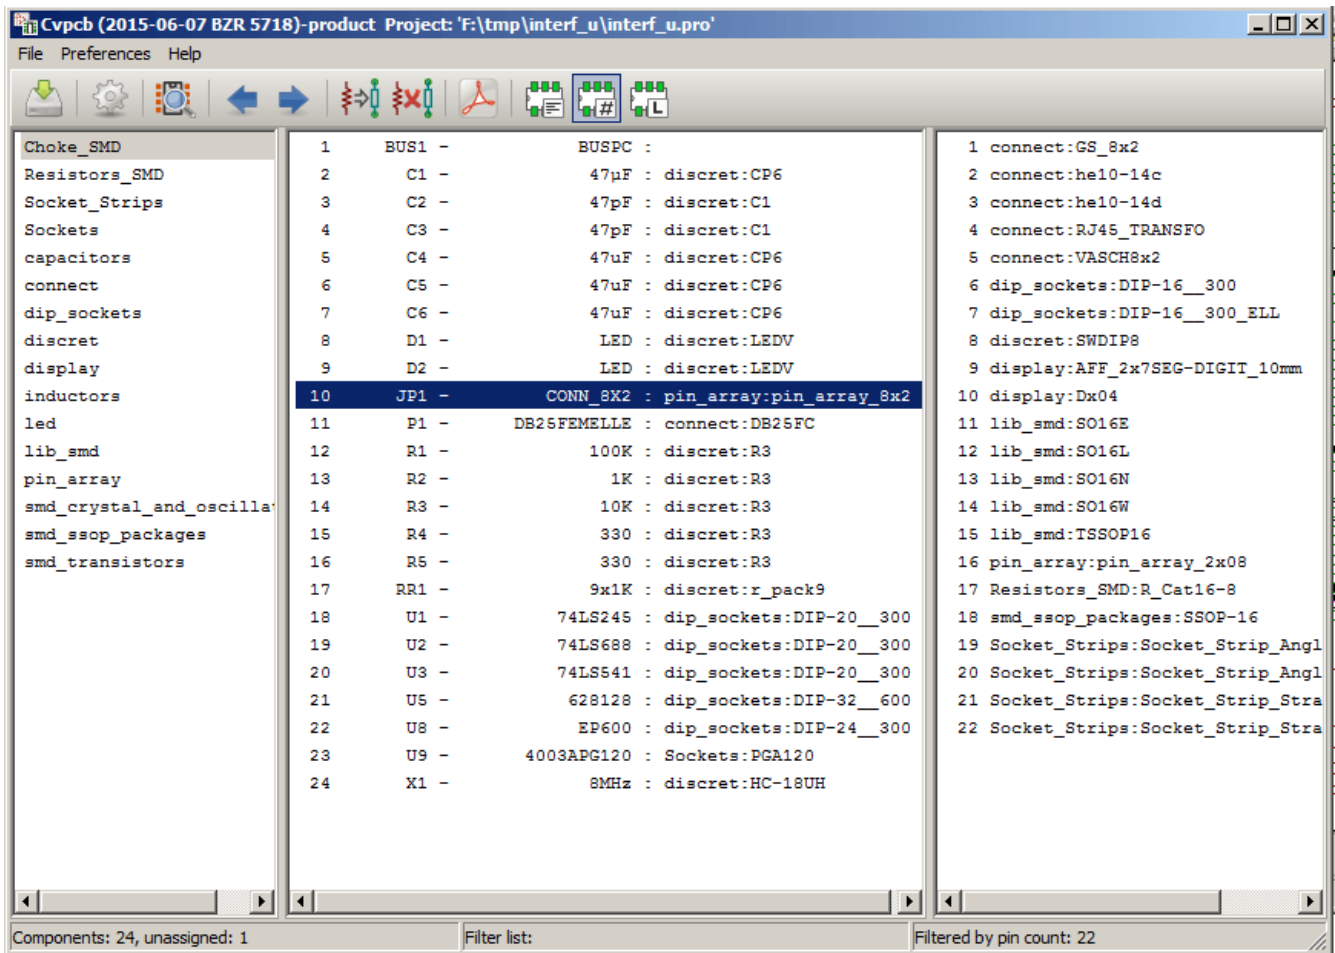 Cvpcb (2015-06-07 BZR 5718)-product Project: 'F:\tmp\interf_u\interf_u.pro'
File Preferences Help
Choke_SMD
Resistors_SMD
Socket_Strips
Sockets
capacitors
connect
dip_sockets
discret
display
inductors
led
lib_smd
pin_array
smd_crystal_and_oscilla
smd_ssop_packages
smd_transistors
1 BUS1 - BUSPC :
2 C1 - 47µF : discret:CP6
3 C2 - 47pF : discret:C1
4 C3 - 47pF : discret:C1
5 C4 - 47uF : discret:CP6
6 C5 - 47uF : discret:CP6
7 C6 - 47uF : discret:CP6
8 D1 - LED : discret:LEDV
9 D2 - LED : discret:LEDV
10 JP1 - CONN_8X2 : pin_array:pin_array_8x2
11 P1 - DB25FEMELLE : connect:DB25FC
12 R1 - 100K : discret:R3
13 R2 - 1K : discret:R3
14 R3 - 10K : discret:R3
15 R4 - 330 : discret:R3
16 R5 - 330 : discret:R3
17 RR1 - 9x1K : discret:r_pack9
18 U1 - 74LS245 : dip_sockets:DIP-20__300
19 U2 - 74LS688 : dip_sockets:DIP-20__300
20 U3 - 74LS541 : dip_sockets:DIP-20__300
21 U5 - 628128 : dip_sockets:DIP-32__600
22 U8 - EP600 : dip_sockets:DIP-24__300
23 U9 - 4003APG120 : Sockets:PGA120
24 X1 - 8MHz : discret:HC-18UH
1 connect:GS_8x2
2 connect:he10-14c
3 connect:he10-14d
4 connect:RJ45_TRANSFO
5 connect:VASCH8x2
6 dip_sockets:DIP-16__300
7 dip_sockets:DIP-16__300_ELL
8 discret:SWDIP8
9 display:AFF_2x7SEG-DIGIT_10mm
10 display:Dx04
11 lib_smd:SO16E
12 lib_smd:SO16L
13 lib_smd:SO16N
14 lib_smd:SO16W
15 lib_smd:TSSOP16
16 pin_array:pin_array_2x08
17 Resistors_SMD:R_Cat16-8
18 smd_ssop_packages:SSOP-16
19 Socket_Strips:Socket_Strip_Angl
20 Socket_Strips:Socket_Strip_Angl
21 Socket_Strips:Socket_Strip_Stra
22 Socket_Strips:Socket_Strip_Stra
Components: 24, unassigned: 1
Filter list:
Filtered by pin count: 22